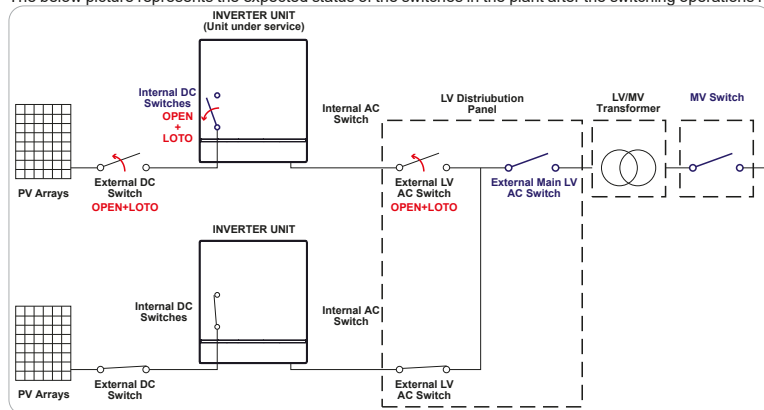 The below picture represents the expected status of the switches in the plant after the switching operations
INVERTER UNIT
(Unit under service)
Internal DC
Switches
OPEN
+
LOTO
Internal AC
Switch
LV Distriubution
Panel
LV/MV
Transformer
MV Switch
PV Arrays
External DC
Switch
OPEN+LOTO
External LV
AC Switch
OPEN+LOTO
External Main LV
AC Switch
INVERTER UNIT
Internal DC
Switches
Internal AC
Switch
PV Arrays
External DC
Switch
External LV
AC Switch